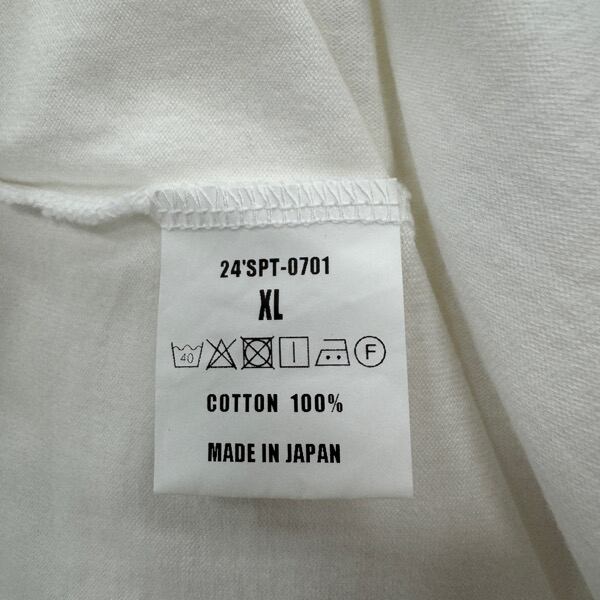 24'SPT-0701
XL
40 F
COTTON 100%
MADE IN JAPAN